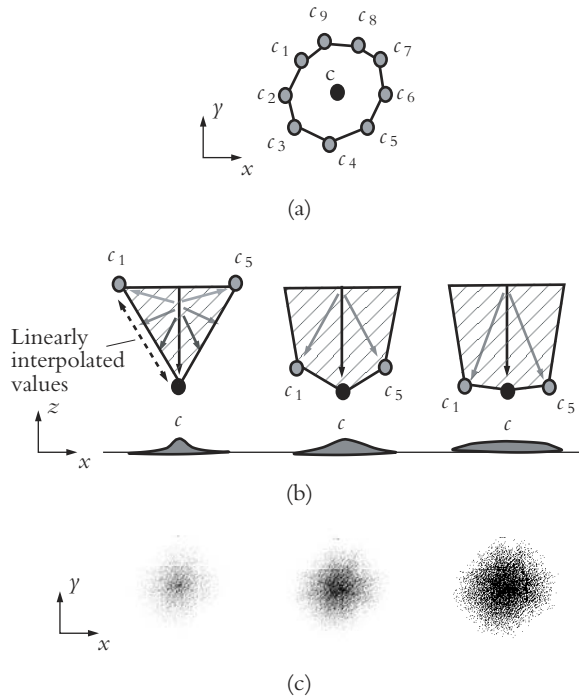 c9 c8
c1 c7
c
c2 c6
c3 c5
c4
y
x
(a)
c1 c5
Linearly
interpolated
values
c1 c5 c1 c5
z
c c c
x
(b)
y
x
(c)